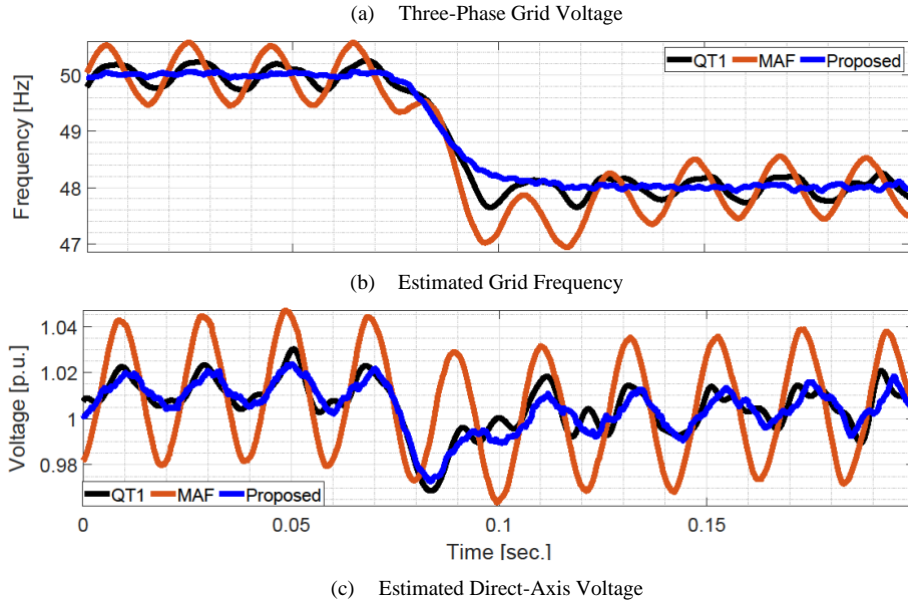 (a) Three-Phase Grid Voltage
Frequency [Hz]
50
49
48
47
QT1 MAF Proposed
(b) Estimated Grid Frequency
Voltage [p.u.]
1.04
1.02
1
0.98
QT1 MAF Proposed
0 0.05 0.1 0.15
Time [sec.]
(c) Estimated Direct-Axis Voltage